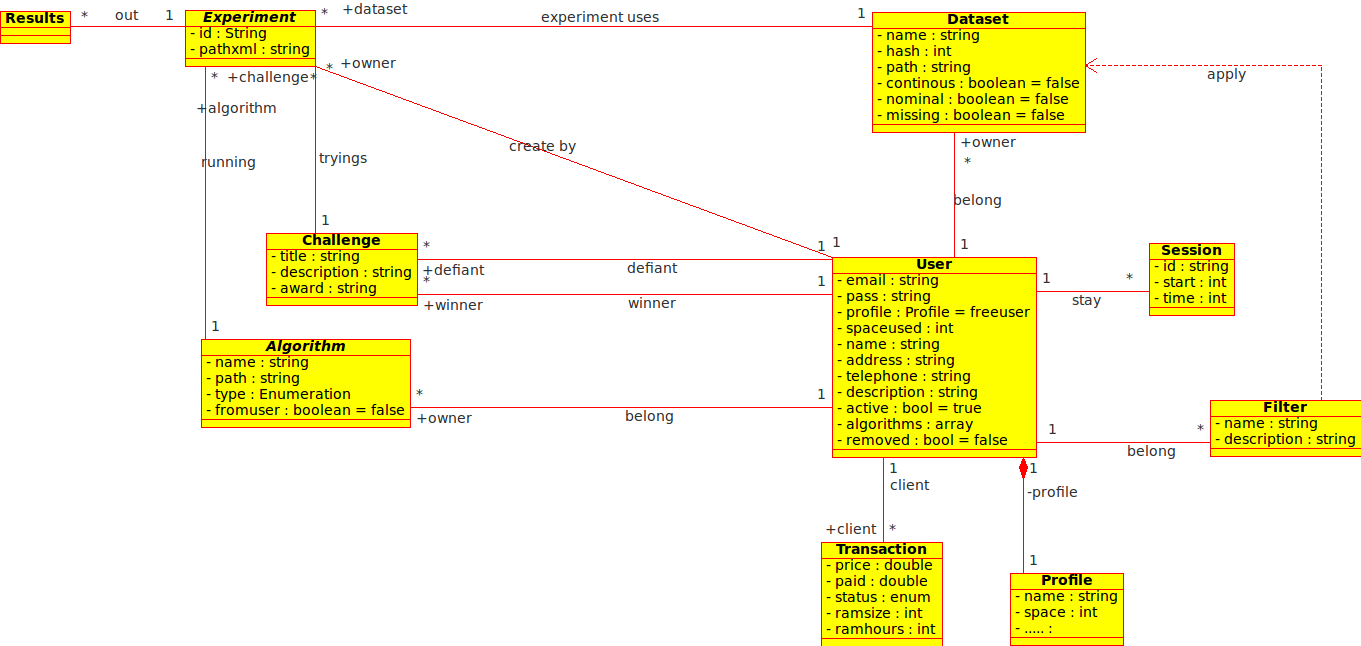 Results
*
out
1
Experiment
- id : String
- pathxml : string
*
+dataset
experiment uses
1
Dataset
- name : string
- hash : int
- path : string
- continous : boolean = false
- nominal : boolean = false
- missing : boolean = false
apply
*
+challenge*
*
+owner
+algorithm
running
tryings
create by
+owner
*
belong
1
1
Challenge
- title : string
- description : string
- award : string
*
+defiant
defiant
1
1
*
+winner
winner
1
User
- email : string
- pass : string
- profile : Profile = freeuser
- spaceused : int
- name : string
- address : string
- telephone : string
- description : string
- active : bool = true
- algorithms : array
- removed : bool = false
1
stay
*
Session
- id : string
- start : int
- time : int
1
Algorithm
- name : string
- path : string
- type : Enumeration
- fromuser : boolean = false
*
+owner
belong
1
1
belong
*
Filter
- name : string
- description : string
1
client
+client
*
1
-profile
1
Transaction
- price : double
- paid : double
- status : enum
- ramsize : int
- ramhours : int
Profile
- name : string
- space : int
- ..... :